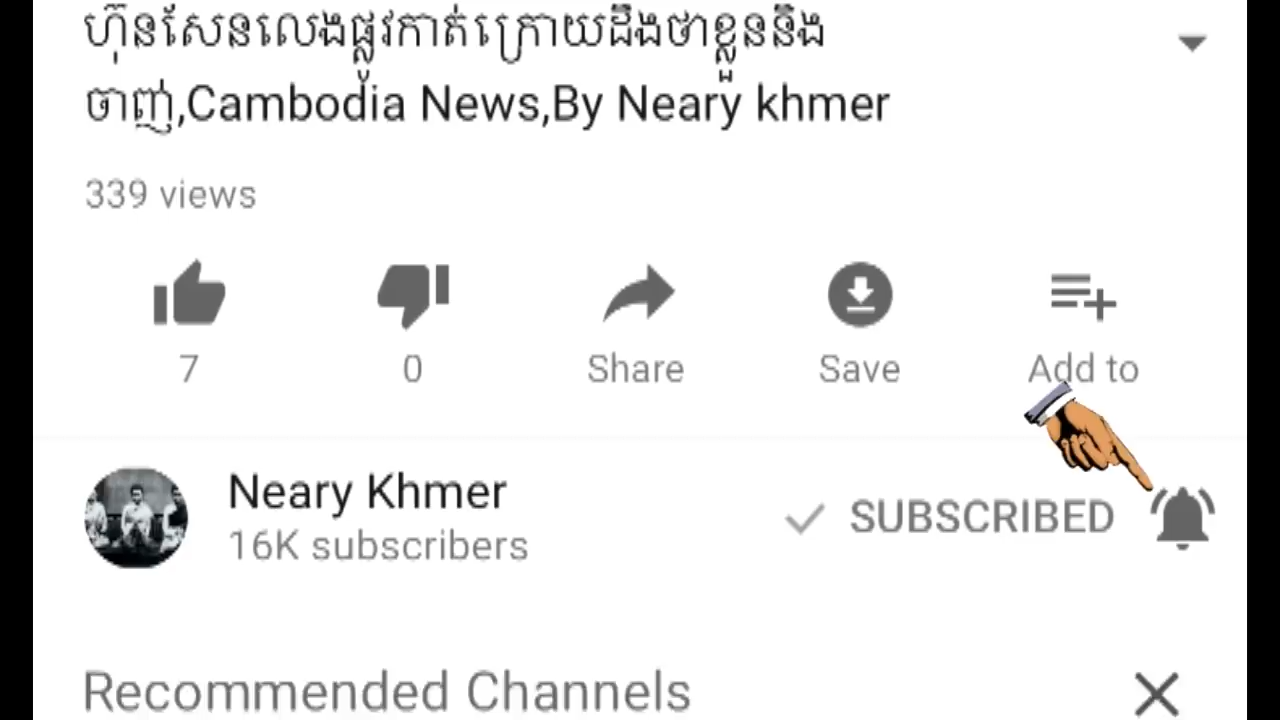 ហ៊ុនសែនលេងផ្លូវកាត់ក្រោយដឹងថាខ្លួននឹង
ចាញ់,Cambodia News,By Neary khmer
339 views
7
0
Share
Save
Add to
Neary Khmer
SUBSCRIBED
16K subscribers
Recommended Channels